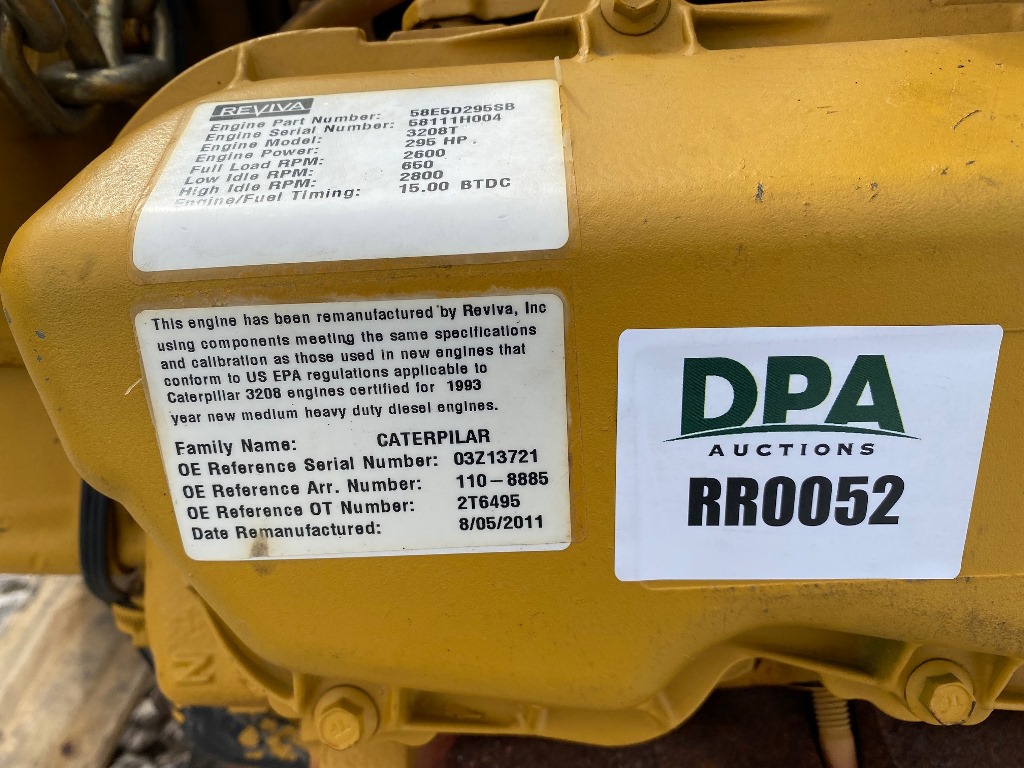 REVIVA
Engine Part Number: 58E5D295SB
Engine Serial Number: 58111H004
Engine Model: 3208T
Engine Power: 295 HP .
Full Load RPM: 2600
Low Idle RPM: 650
High Idle RPM: 2800
Engine/Fuel Timing: 15.00 BTDC
This engine has been remanufactured by Reviva, Inc
using components meeting the same specifications
and calibration as those used in new engines that
conform to US EPA regulations applicable to
Caterpillar 3208 engines certified for 1993
year new medium heavy duty diesel engines.
Family Name: CATERPILAR
OE Reference Serial Number: 03Z13721
OE Reference Arr. Number: 110-8885
OE Reference OT Number: 2T6495
Date Remanufactured: 8/05/2011
DPA
AUCTIONS
RR0052